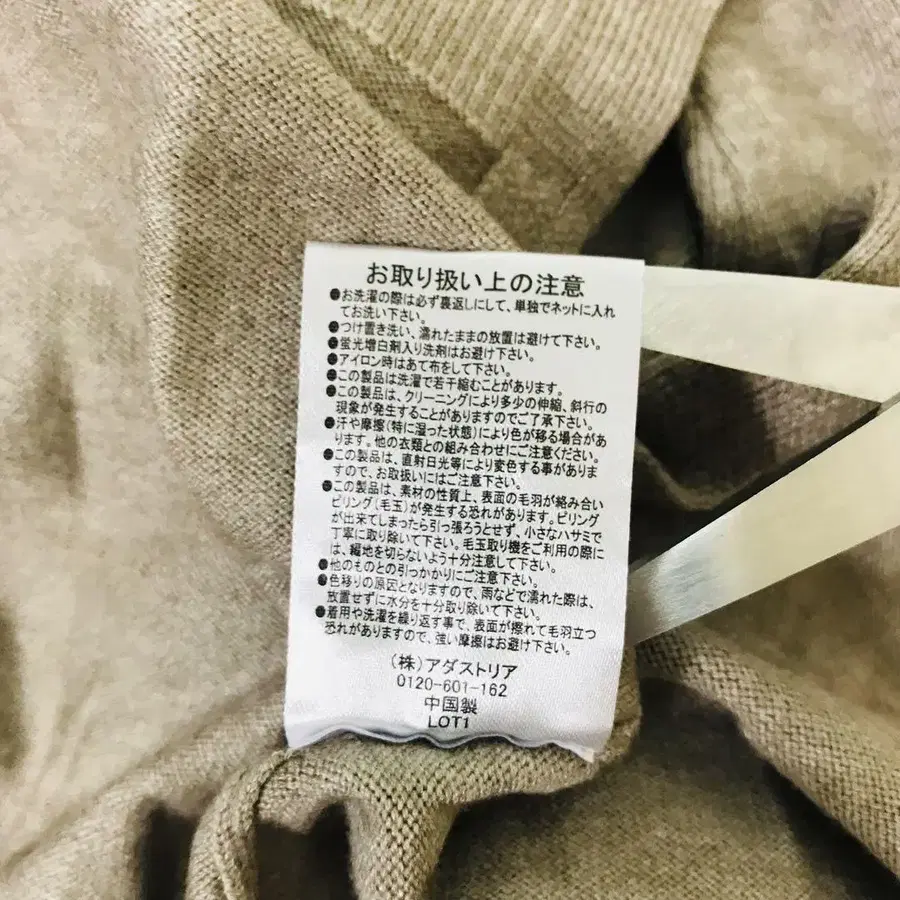 お取り扱い上の注意
●お洗濯の際は必ず裏返しにして、単独でネットに入れ
てお洗い下さい。
●つけ置き洗い、濡れたままの放置は避けて下さい。
●蛍光増白剤入り洗剤はお避け下さい。
●アイロン時はあて布をして下さい。
●この製品は洗濯で若干縮むことがあります。
●この製品は、クリーニングにより多少の伸縮、斜行の
現象が発生することがありますのでご了承下さい。
●汗や摩擦(特に湿った状態)により色が移る場合があ
ります。他の衣類との組み合わせにご注意ください。
●この製品は、直射日光等により変色する事がありま
すので、お取扱いにはご注意下さい。
●この製品は、素材の性質上、表面の毛羽が絡み合い
ピリング(毛玉)が発生する恐れがあります。ピリング
が出来てしまったら引っ張ろうとせず、小さなハサミで
丁寧に取り除いて下さい。毛玉取り機をご利用の際に
は、編地を切らないよう十分注意して下さい。
●他のものとの引っかかりにご注意下さい。
●色移りの原因となりますので、雨などで濡れた際は、
放置せずに水分を十分取り除いて下さい。
●着用や洗濯を繰り返す事で、表面が擦れて毛羽立つ
恐れがありますので、強い摩擦はお避け下さい。
(株)アダストリア
0120-601-162
中国製
LOT1